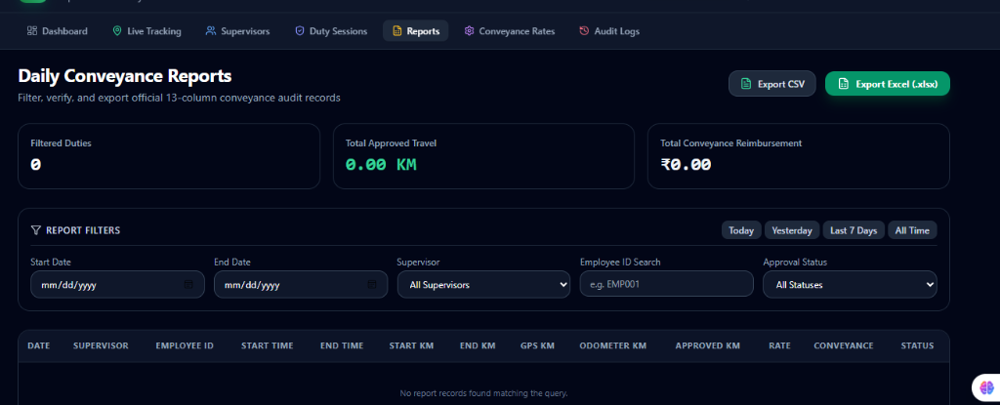 Dashboard Live Tracking Supervisors Duty Sessions Reports Conveyance Rates Audit Logs
Daily Conveyance Reports
Filter, verify, and export official 13-column conveyance audit records
Export CSV Export Excel (.xlsx)
Filtered Duties
0
Total Approved Travel
0.00 KM
Total Conveyance Reimbursement
₹0.00
REPORT FILTERS
Today Yesterday Last 7 Days All Time
Start Date End Date Supervisor Employee ID Search Approval Status
mm/dd/yyyy mm/dd/yyyy All Supervisors e.g. EMP001 All Statuses
DATE SUPERVISOR EMPLOYEE ID START TIME END TIME START KM END KM GPS KM ODOMETER KM APPROVED KM RATE CONVEYANCE STATUS
No report records found matching the query.